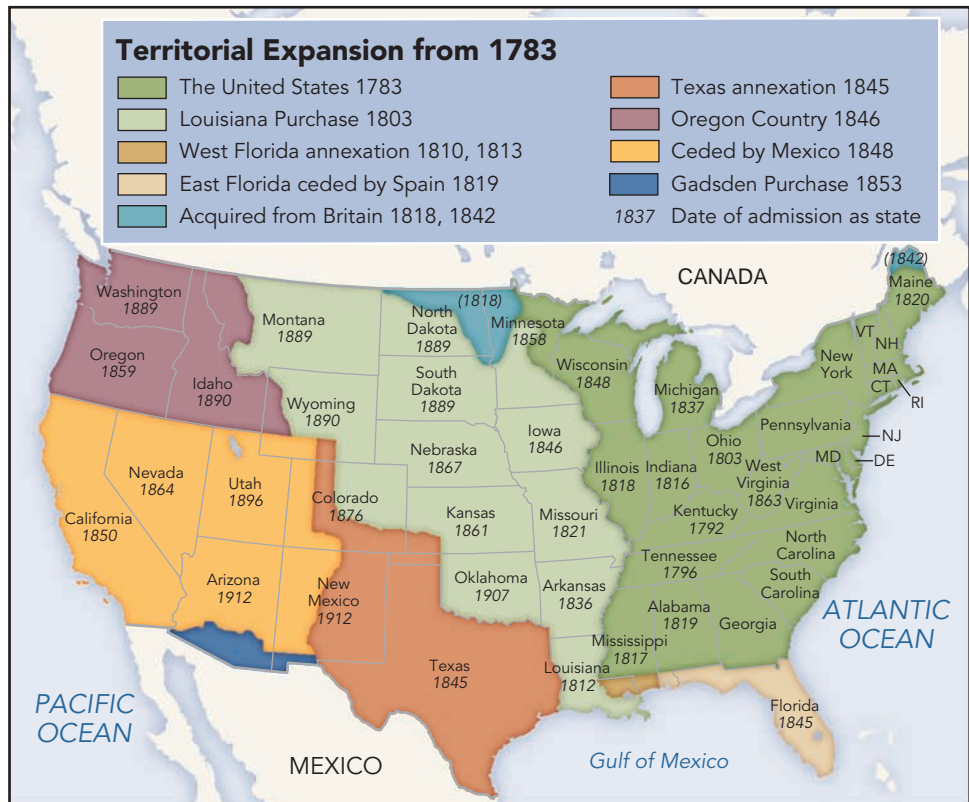 Territorial Expansion from 1783
The United States 1783
Louisiana Purchase 1803
West Florida annexation 1810, 1813
East Florida ceded by Spain 1819
Acquired from Britain 1818, 1842
Texas annexation 1845
Oregon Country 1846
Ceded by Mexico 1848
Gadsden Purchase 1853
1837 Date of admission as state
CANADA
(1842)
Maine
1820
Washington
1889
Oregon
1859
Idaho
1890
Montana
1889
Wyoming
1890
North
Dakota
1889
(1818)
Minnesota
1858
South
Dakota
1889
Nebraska
1867
Iowa
1846
Wisconsin
1848
Michigan
1837
VT
NH
New
York
MA
CT
RI
Pennsylvania
NJ
MD
DE
Ohio
1803
West
Virginia
1863
Virginia
Illinois
1818
Indiana
1816
Kentucky
1792
North
Carolina
Tennessee
1796
South
Carolina
Nevada
1864
Utah
1896
California
1850
Colorado
1876
Kansas
1861
Missouri
1821
Arizona
1912
New
Mexico
1912
Oklahoma
1907
Arkansas
1836
Mississippi
1817
Alabama
1819
Georgia
Texas
1845
Louisiana
1812
Florida
1845
ATLANTIC
OCEAN
PACIFIC
OCEAN
MEXICO
Gulf of Mexico